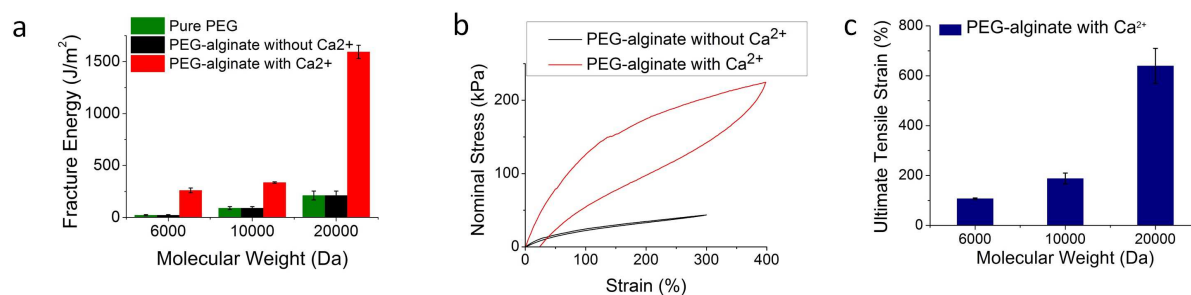 a
Pure PEG
PEG-alginate without Ca2+
PEG-alginate with Ca2+
Fracture Energy (J/m²)
1500
1000
500
250
0
6000 10000 20000
Molecular Weight (Da)
b
PEG-alginate without Ca²⁺
PEG-alginate with Ca²⁺
Nominal Stress (kPa)
200
100
0
0 100 200 300 400
Strain (%)
c
PEG-alginate with Ca²⁺
Ultimate Tensile Strain (%)
800
600
400
200
0
6000 10000 20000
Molecular Weight (Da)